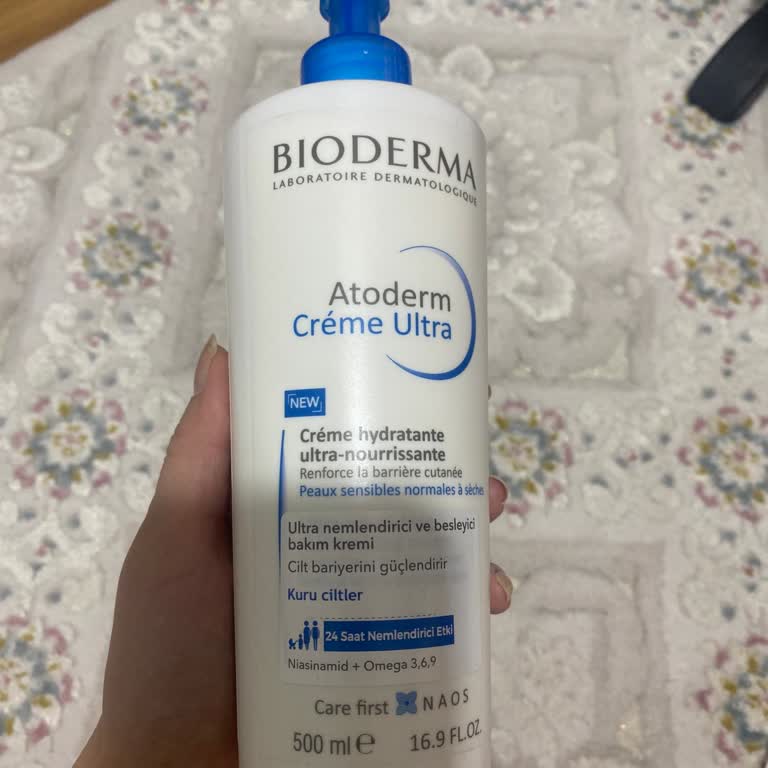 BIODERMA
LABORATOIRE DERMATOLOGIQUE
Atoderm
Créme Ultra
NEW
Créme hydratante
ultra-nourrissante
Renforce la barrière cutanée
Peaux sensibles normales à sèches
Ultra nemlendirici ve besleyici
bakım kremi
Cilt bariyerini güçlendirir
Kuru ciltler
24 Saat Nemlendirici Etki
Niasinamid + Omega 3,6,9
Care first NAOS
500 ml e 16.9 FL.OZ.